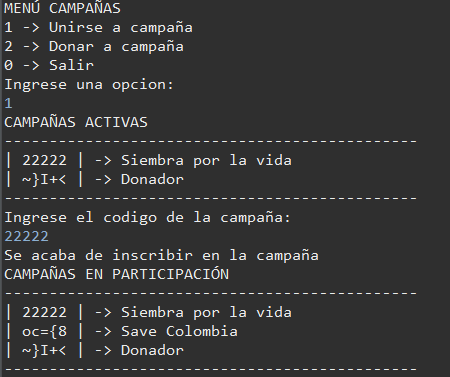 MENÚ CAMPAÑAS
1 -> Unirse a campaña
2 -> Donar a campaña
0 -> Salir
Ingrese una opcion:
1
CAMPAÑAS ACTIVAS
-----------------------------------------------
| 22222 | -> Siembra por la vida
| ~}I+< | -> Donador
-----------------------------------------------
Ingrese el codigo de la campaña:
22222
Se acaba de inscribir en la campaña
CAMPAÑAS EN PARTICIPACIÓN
-----------------------------------------------
| 22222 | -> Siembra por la vida
| oc={8 | -> Save Colombia
| ~}I+< | -> Donador
-----------------------------------------------